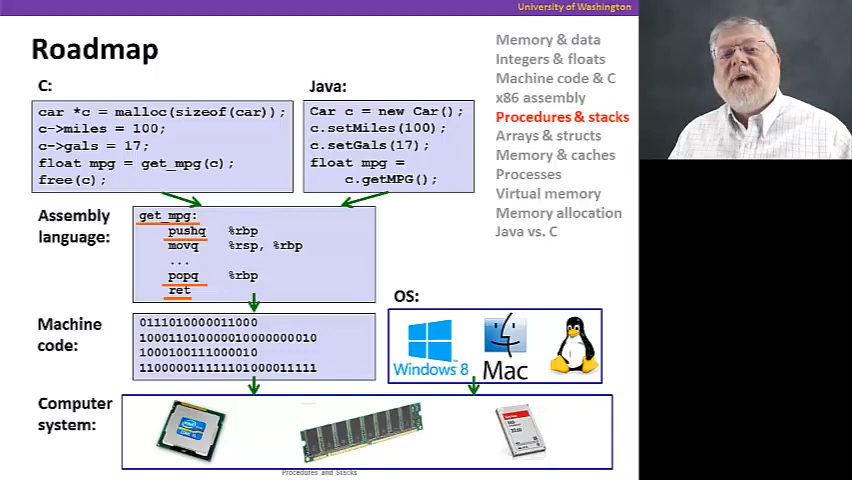 University of Washington
Roadmap
C:
car *c = malloc(sizeof(car));
c->miles = 100;
c->gals = 17;
float mpg = get_mpg(c);
free(c);
Java:
Car c = new Car();
c.setMiles(100);
c.setGals(17);
float mpg =
c.getMPG();
Memory & data
Integers & floats
Machine code & C
x86 assembly
Procedures & stacks
Arrays & structs
Memory & caches
Processes
Virtual memory
Memory allocation
Java vs. C
Assembly
language:
get_mpg:
pushq %rbp
movq %rsp, %rbp
...
popq %rbp
ret
OS:
Machine
code:
0111010000011000
100011010000010000000010
1000100111000010
110000011111101000011111
Windows 8
Mac
Computer
system:
intel
Procedures and Stacks